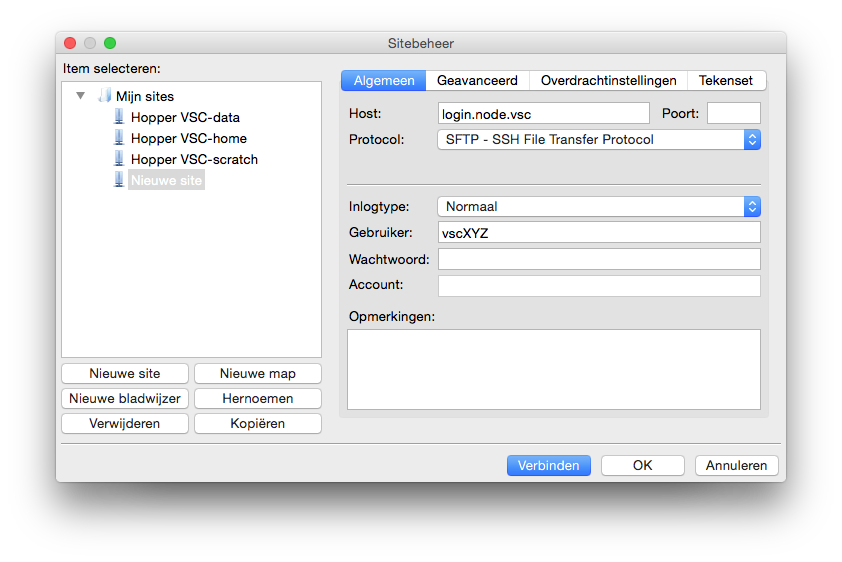 Sitebeheer
Item selecteren:
Mijn sites
Hopper VSC-data
Hopper VSC-home
Hopper VSC-scratch
Nieuwe site
Nieuwe site
Nieuwe map
Nieuwe bladwijzer
Hernoemen
Verwijderen
Kopiëren
Algemeen
Geavanceerd
Overdrachtinstellingen
Tekenset
Host:
login.node.vsc
Poort:
Protocol:
SFTP - SSH File Transfer Protocol
Inlogtype:
Normaal
Gebruiker:
vscXYZ
Wachtwoord:
Account:
Opmerkingen:
Verbinden
OK
Annuleren